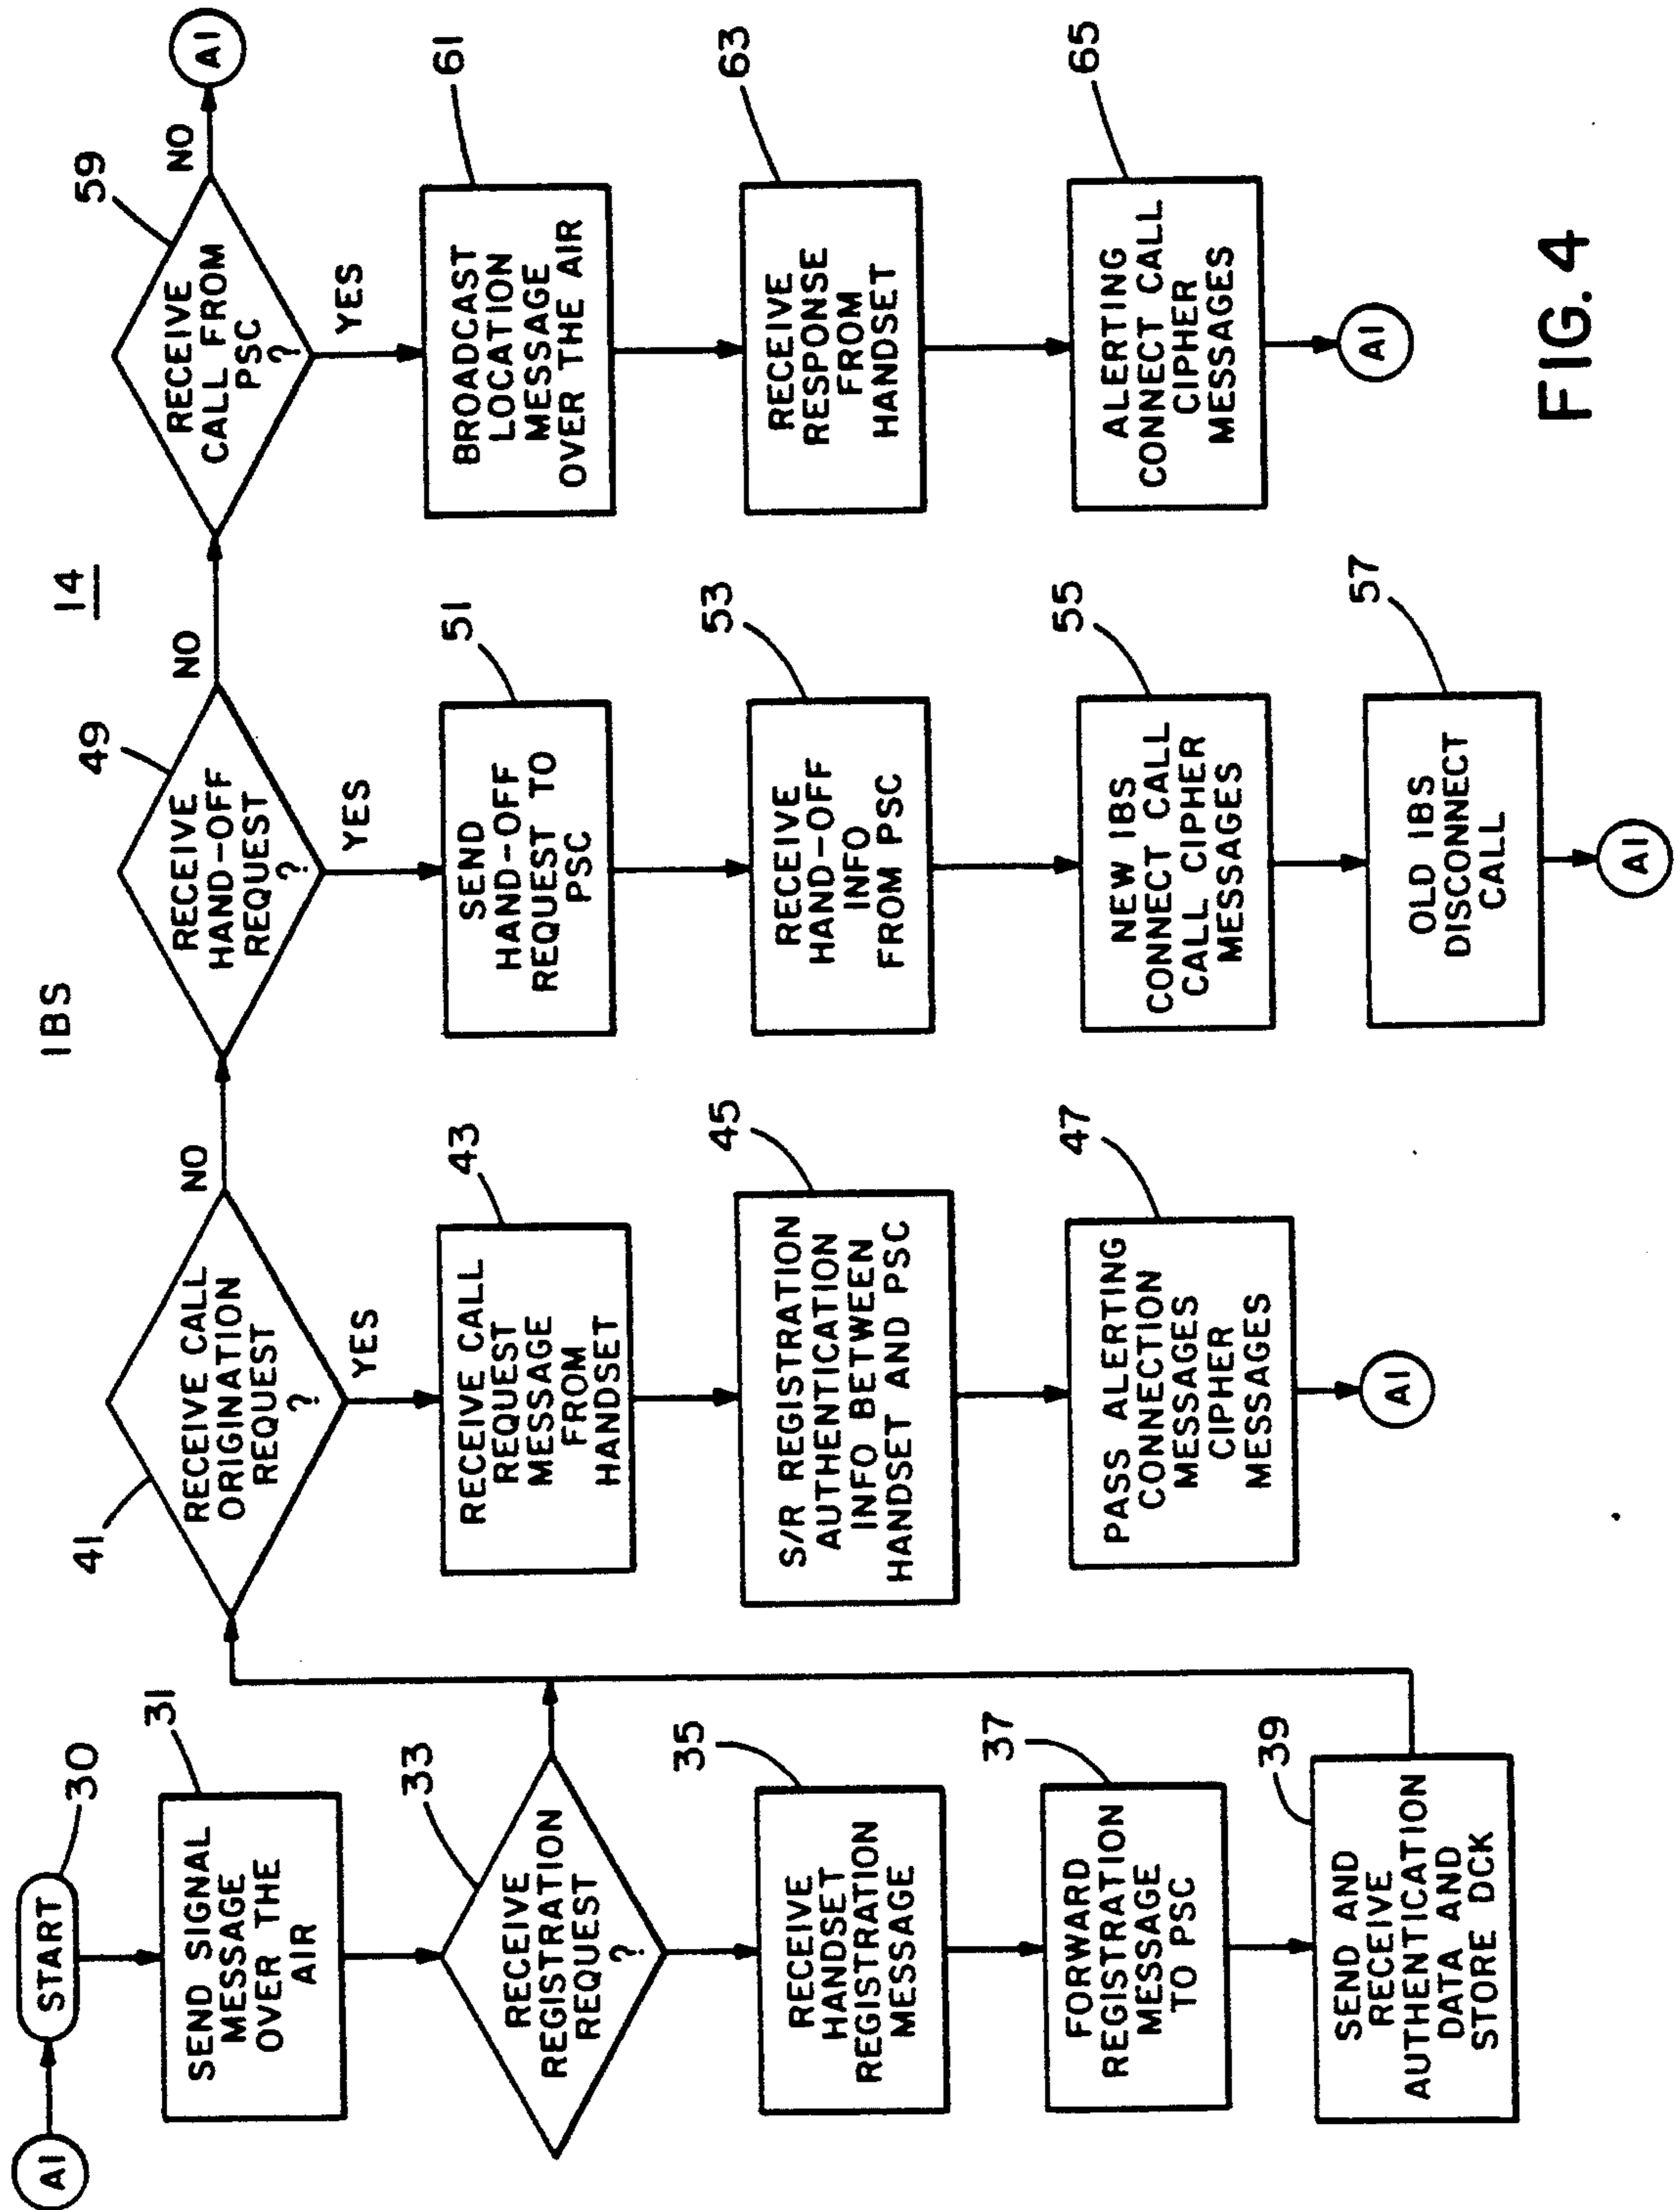 IBS
14
A1
START
30
SEND SIGNAL
MESSAGE
OVER THE
AIR
31
RECEIVE
REGISTRATION
REQUEST
?
33
RECEIVE
HANDSET
REGISTRATION
MESSAGE
35
FORWARD
REGISTRATION
MESSAGE
TO PSC
37
SEND AND
RECEIVE
AUTHENTICATION
DATA AND
STORE DCK
39
41
RECEIVE CALL
ORIGINATION
REQUEST
?
NO
YES
RECEIVE CALL
REQUEST
MESSAGE
FROM
HANDSET
43
S/R REGISTRATION
AUTHENTICATION
INFO BETWEEN
HANDSET AND PSC
45
PASS ALERTING
CONNECTION
MESSAGES
CIPHER
MESSAGES
47
A1
49
RECEIVE
HAND-OFF
REQUEST
?
NO
YES
SEND
HAND-OFF
REQUEST TO
PSC
51
RECEIVE
HAND-OFF
INFO
FROM PSC
53
NEW IBS
CONNECT CALL
CALL CIPHER
MESSAGES
55
OLD IBS
DISCONNECT
CALL
57
A1
59
RECEIVE
CALL FROM
PSC
?
NO
A1
YES
BROADCAST
LOCATION
MESSAGE
OVER THE AIR
61
RECEIVE
RESPONSE
FROM
HANDSET
63
ALERTING
CONNECT CALL
CIPHER
MESSAGES
65
A1
FIG. 4